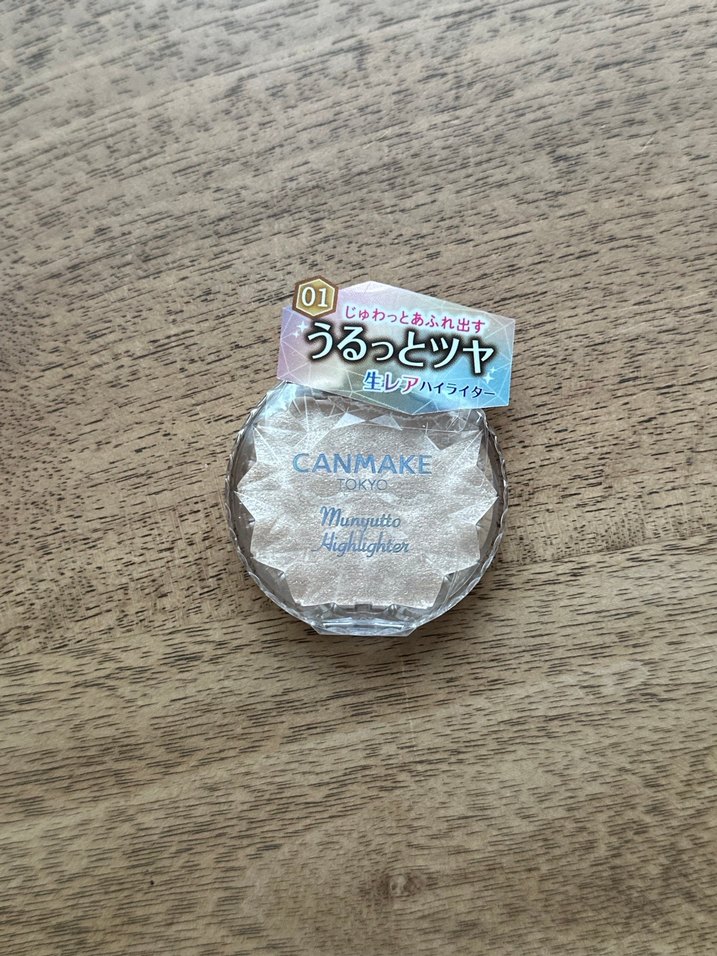 01
じゅわっとあふれ出す
うるっとツヤ
生レアハイライター
CANMAKE
TOKYO
Munyutto
Highlighter